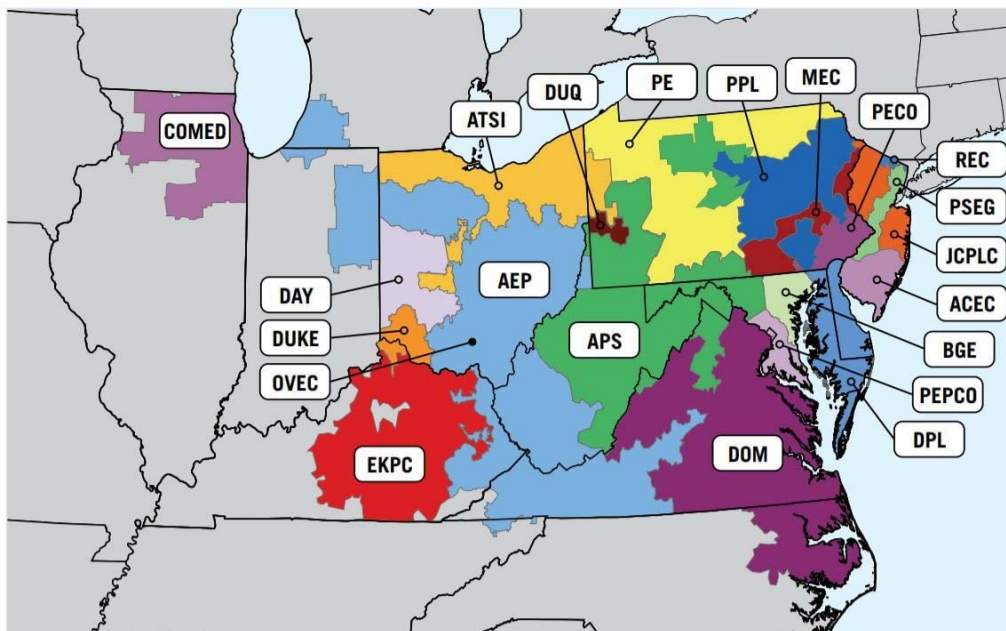 COMED
ATSI
DUQ
PE
PPL
MEC
PECO
REC
PSEG
JCPLC
ACEC
BGE
PEPCO
DPL
DAY
DUKE
OVEC
AEP
APS
EKPC
DOM